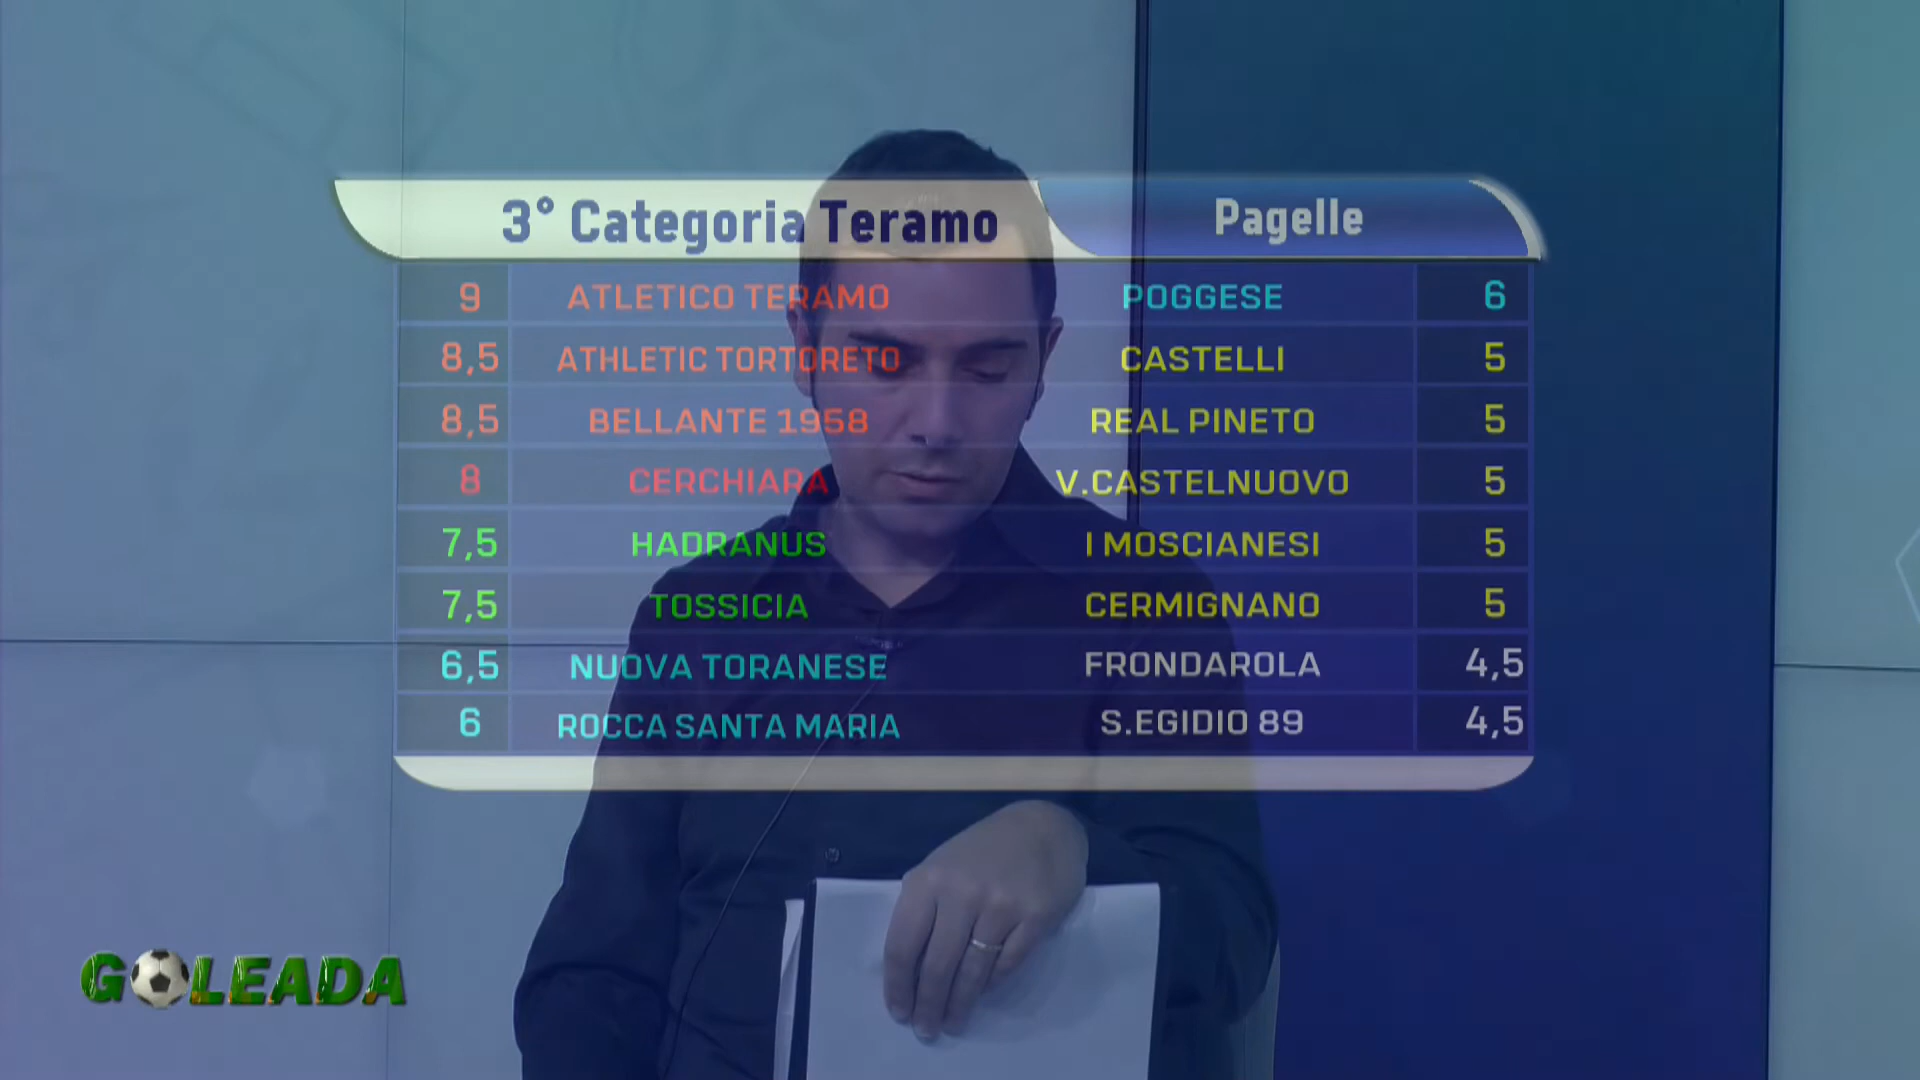 3° Categoria Teramo Pagelle
9 ATLETICO TERAMO POGGESE 6
8,5 ATHLETIC TORTORETO CASTELLI 5
8,5 BELLANTE 1958 REAL PINETO 5
8 CERCHIARA V.CASTELNUOVO 5
7,5 HADRANUS I MOSCIANESI 5
7,5 TOSSICIA CERMIGNANO 5
6,5 NUOVA TORANESE FRONDAROLA 4,5
6 ROCCA SANTA MARIA S.EGIDIO 89 4,5
GOLEADA